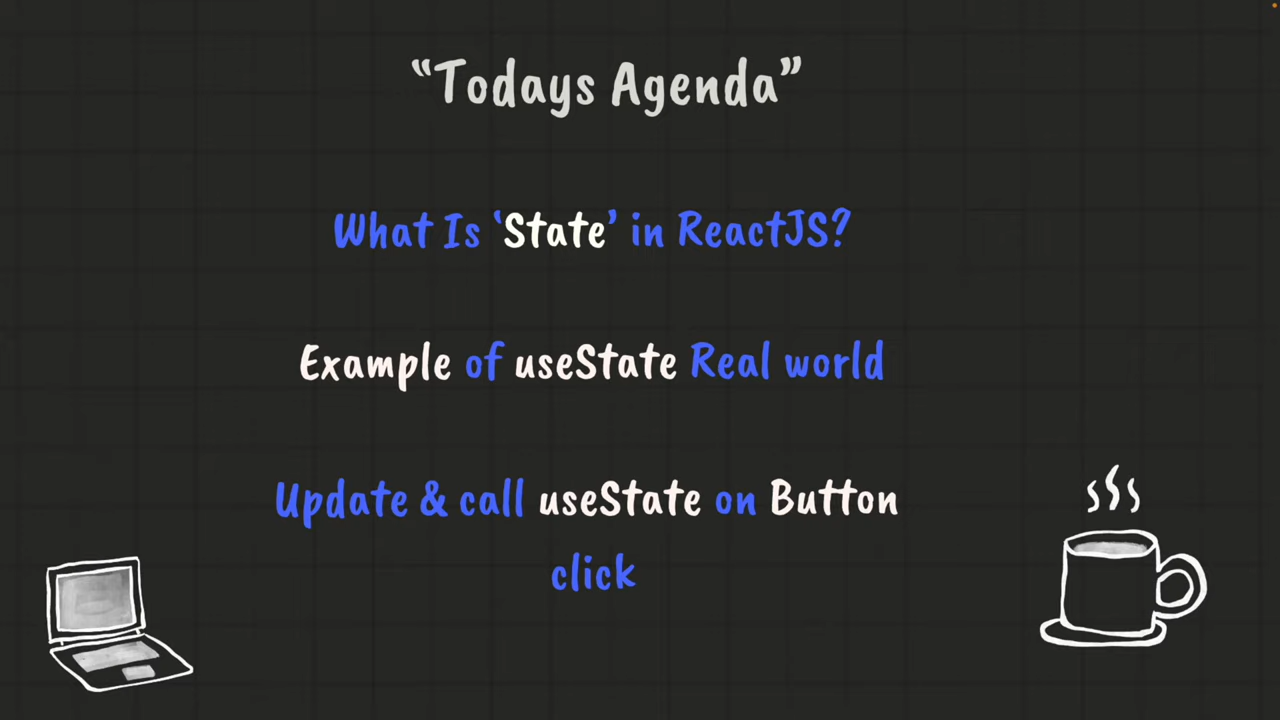 “Todays Agenda”
What Is ‘State’ in ReactJS?
Example of useState Real world
Update & call useState on Button
click